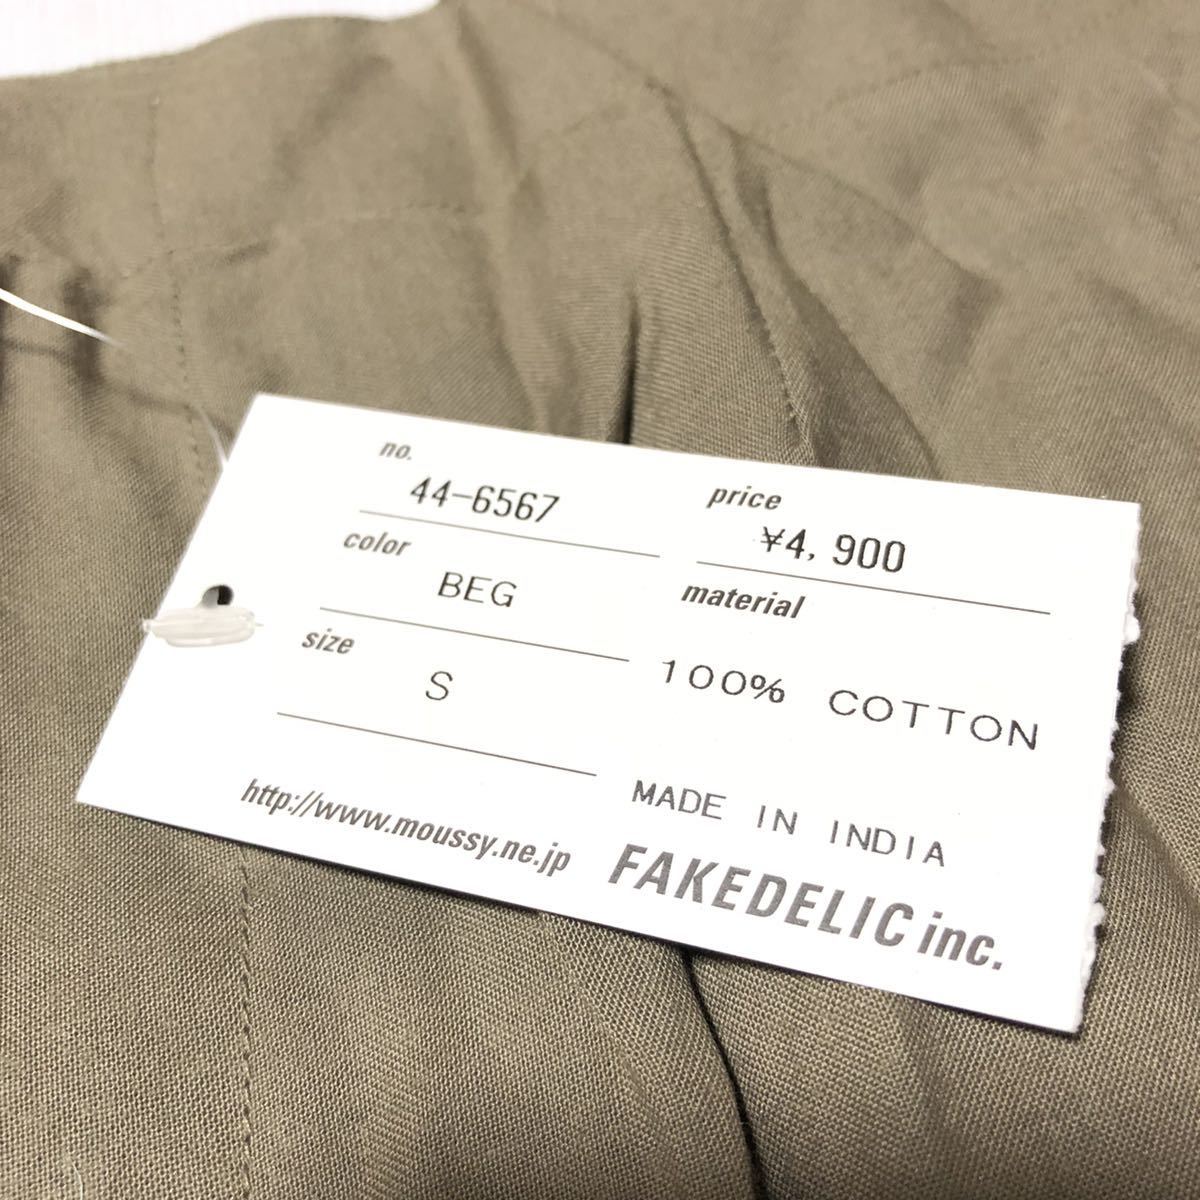 no.
44-6567
color
BEG
size
S
price
¥4,900
material
100% COTTON
MADE IN INDIA
http://www.moussy.ne.jp
FAKEDELIC inc.